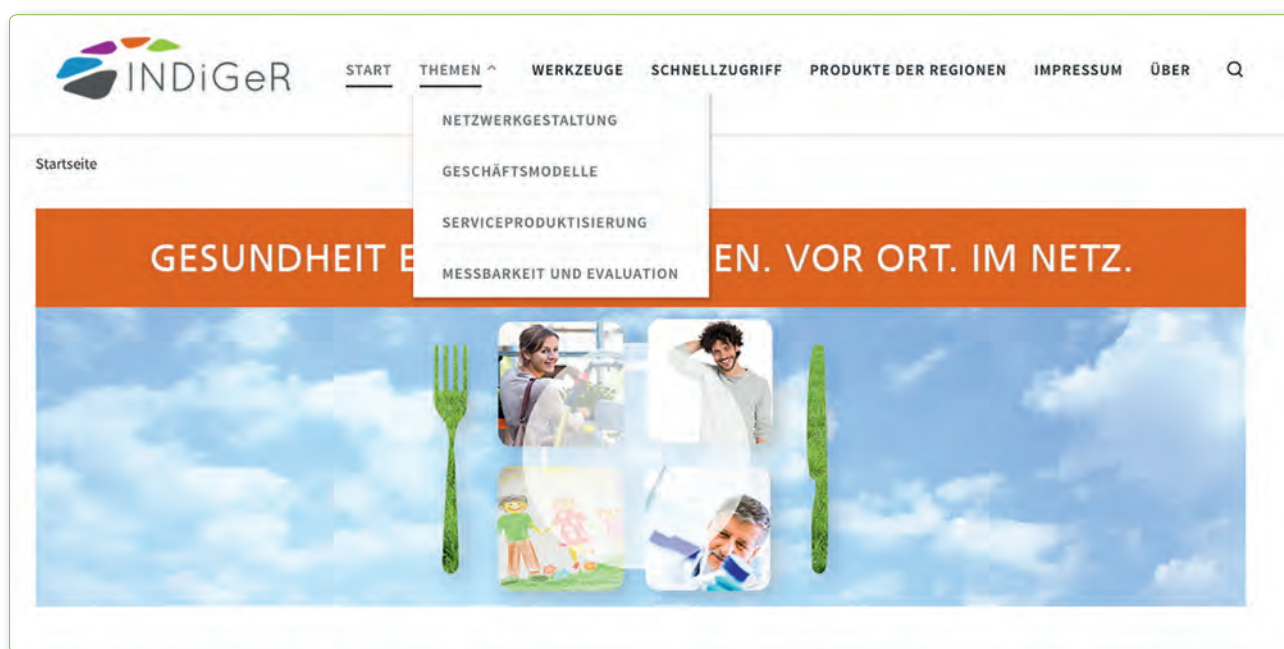 INDiGeR
START THEMEN WERKZEUGE SCHNELLZUGRIFF PRODUKTE DER REGIONEN IMPRESSUM ÜBER
NETZWERKGESTALTUNG
GESCHÄFTSMODELLE
SERVICEPRODUKTISIERUNG
MESSBARKEIT UND EVALUATION
Startseite
GESUNDHEIT E EN. VOR ORT. IM NETZ.